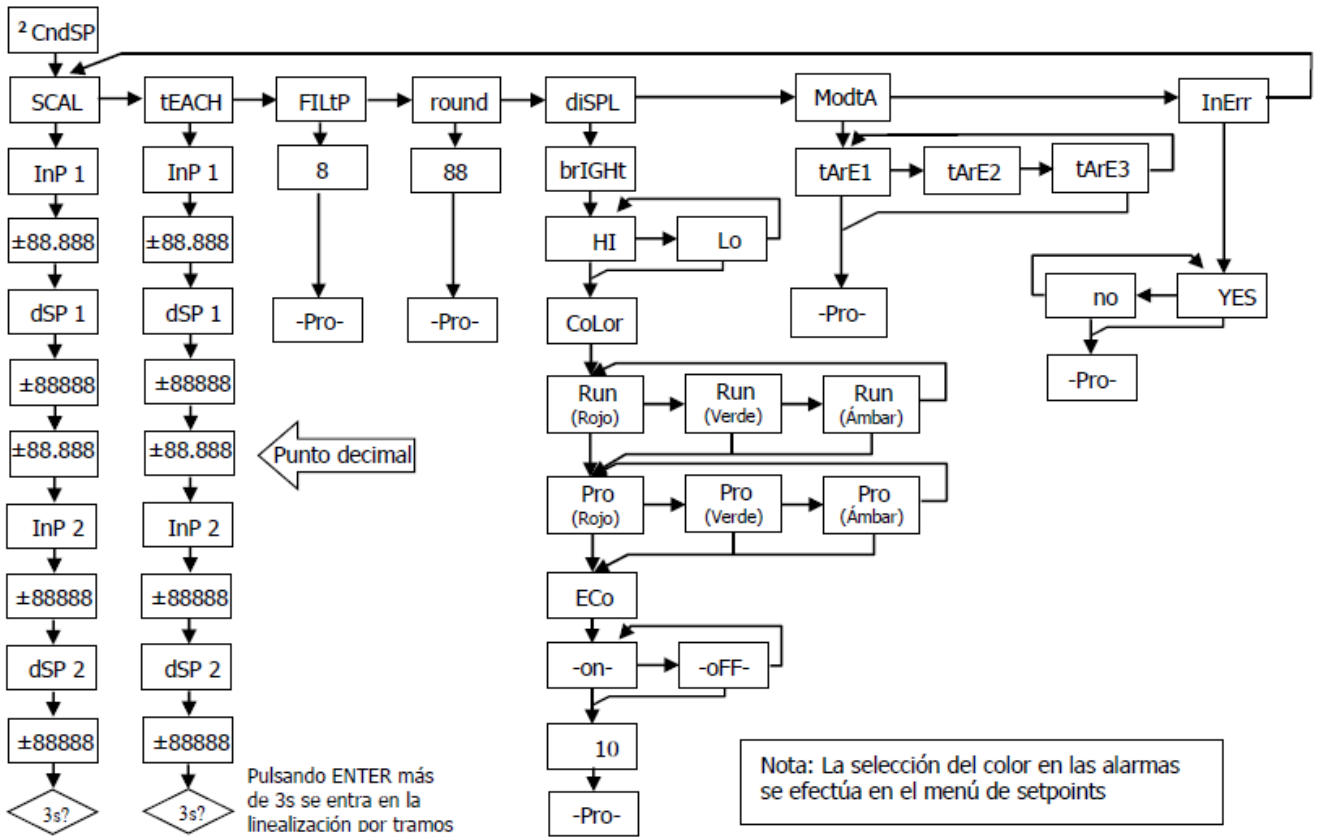 ² CndSP
SCAL
tEACH
FILtP
round
diSPL
ModtA
InErr
InP 1
±88.888
dSP 1
±88888
±88.888
InP 2
±88888
dSP 2
±88888
3s?
InP 1
±88.888
dSP 1
±88888
±88.888
InP 2
±88888
dSP 2
±88888
3s?
Punto decimal
Pulsando ENTER más
de 3s se entra en la
linealización por tramos
8
-Pro-
88
-Pro-
brIGHt
HI
Lo
CoLor
Run
(Rojo)
Run
(Verde)
Run
(Ámbar)
Pro
(Rojo)
Pro
(Verde)
Pro
(Ámbar)
ECo
-on-
-oFF-
10
-Pro-
tArE1
tArE2
tArE3
-Pro-
no
YES
-Pro-
Nota: La selección del color en las alarmas
se efectúa en el menú de setpoints